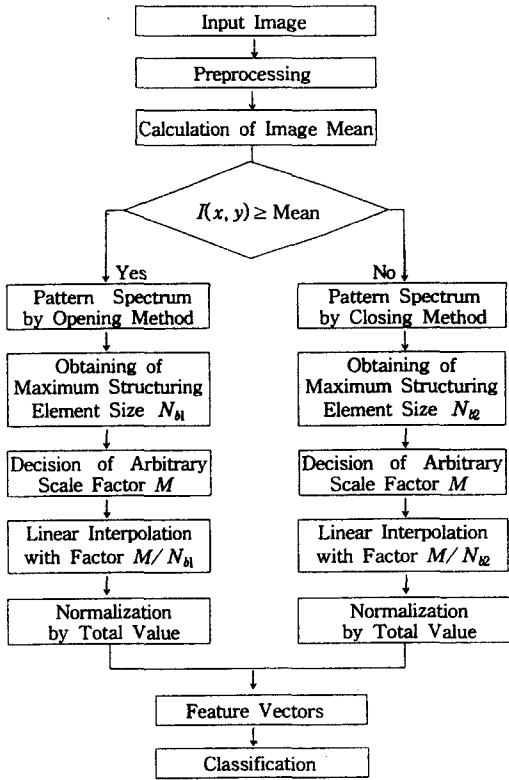 Input Image
Preprocessing
Calculation of Image Mean
I(x, y) ≥ Mean
Yes
Pattern Spectrum
by Opening Method
Obtaining of
Maximum Structuring
Element Size N_b1
Decision of Arbitrary
Scale Factor M
Linear Interpolation
with Factor M/N_b1
Normalization
by Total Value
No
Pattern Spectrum
by Closing Method
Obtaining of
Maximum Structuring
Element Size N_b2
Decision of Arbitrary
Scale Factor M
Linear Interpolation
with Factor M/N_b2
Normalization
by Total Value
Feature Vectors
Classification